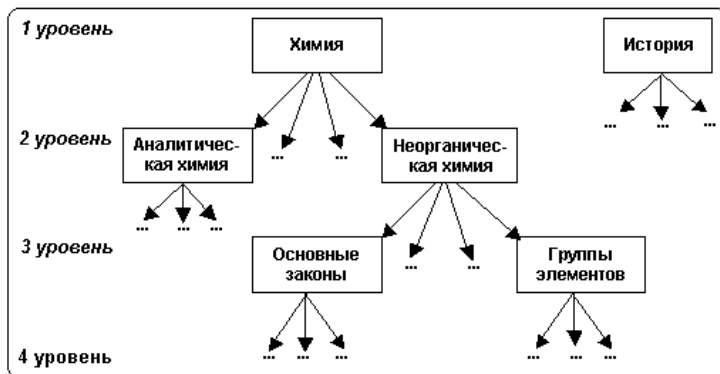 1 уровень
Химия
История
... ... ...
2 уровень
Аналитичес-
кая химия
... ...
Неорганичес-
кая химия
... ... ...
3 уровень
Основные
законы
... ...
Группы
элементов
4 уровень
... ... ...
... ... ...